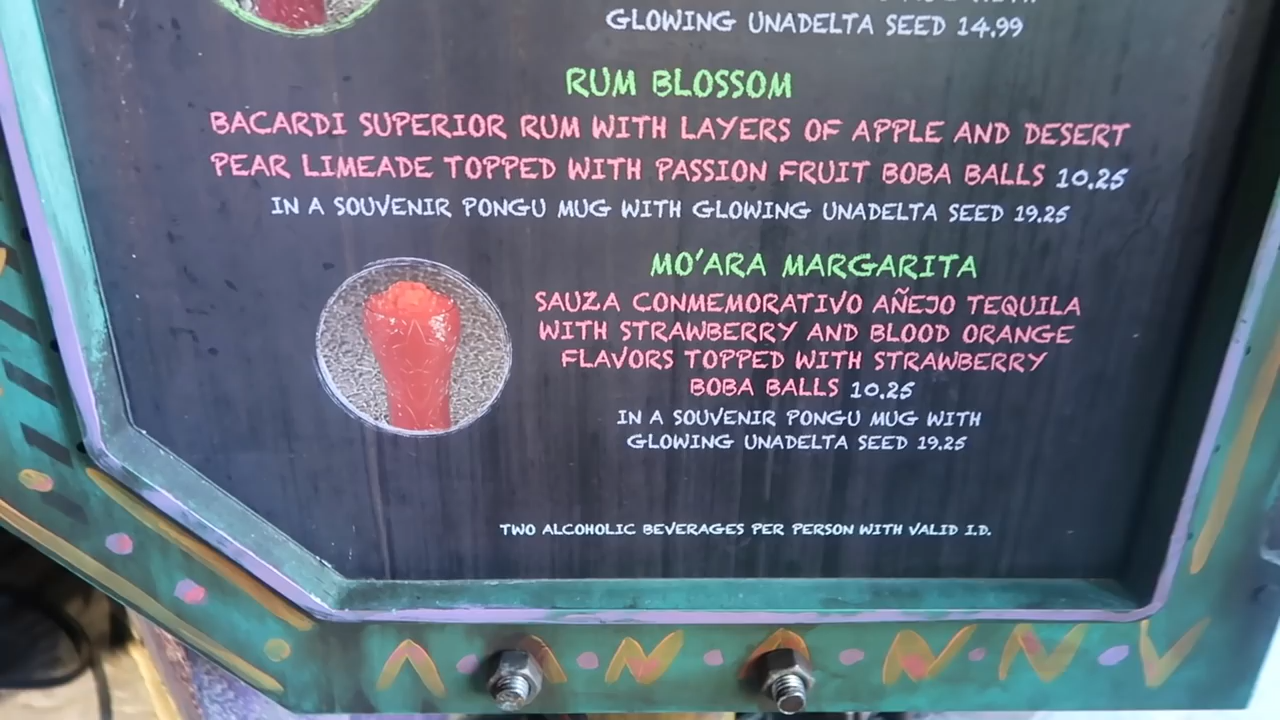 GLOWING UNADELTA SEED 14.99
RUM BLOSSOM
BACARDI SUPERIOR RUM WITH LAYERS OF APPLE AND DESERT
PEAR LIMEADE TOPPED WITH PASSION FRUIT BOBA BALLS 10.25
IN A SOUVENIR PONGU MUG WITH GLOWING UNADELTA SEED 19.25
MO'ARA MARGARITA
SAUZA CONMEMORATIVO AÑEJO TEQUILA
WITH STRAWBERRY AND BLOOD ORANGE
FLAVORS TOPPED WITH STRAWBERRY
BOBA BALLS 10.25
IN A SOUVENIR PONGU MUG WITH
GLOWING UNADELTA SEED 19.25
TWO ALCOHOLIC BEVERAGES PER PERSON WITH VALID I.D.